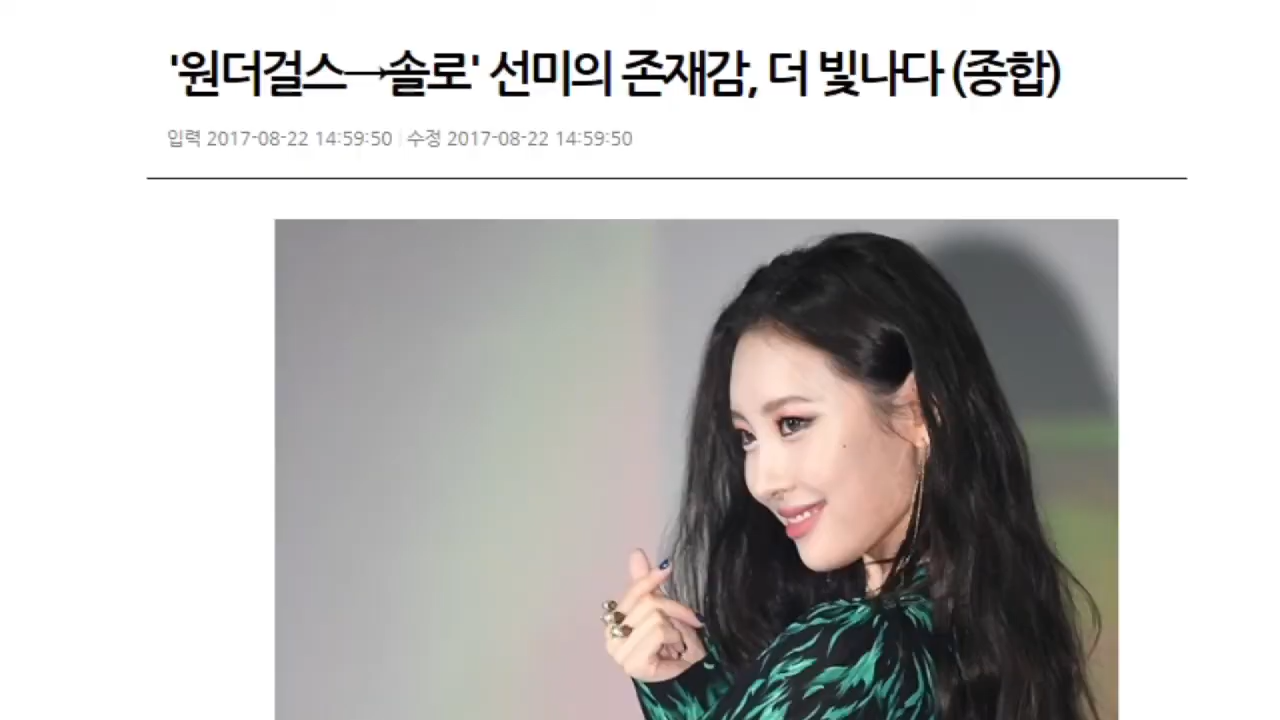 '원더걸스→솔로' 선미의 존재감, 더 빛나다 (종합)
입력 2017-08-22 14:59:50 | 수정 2017-08-22 14:59:50